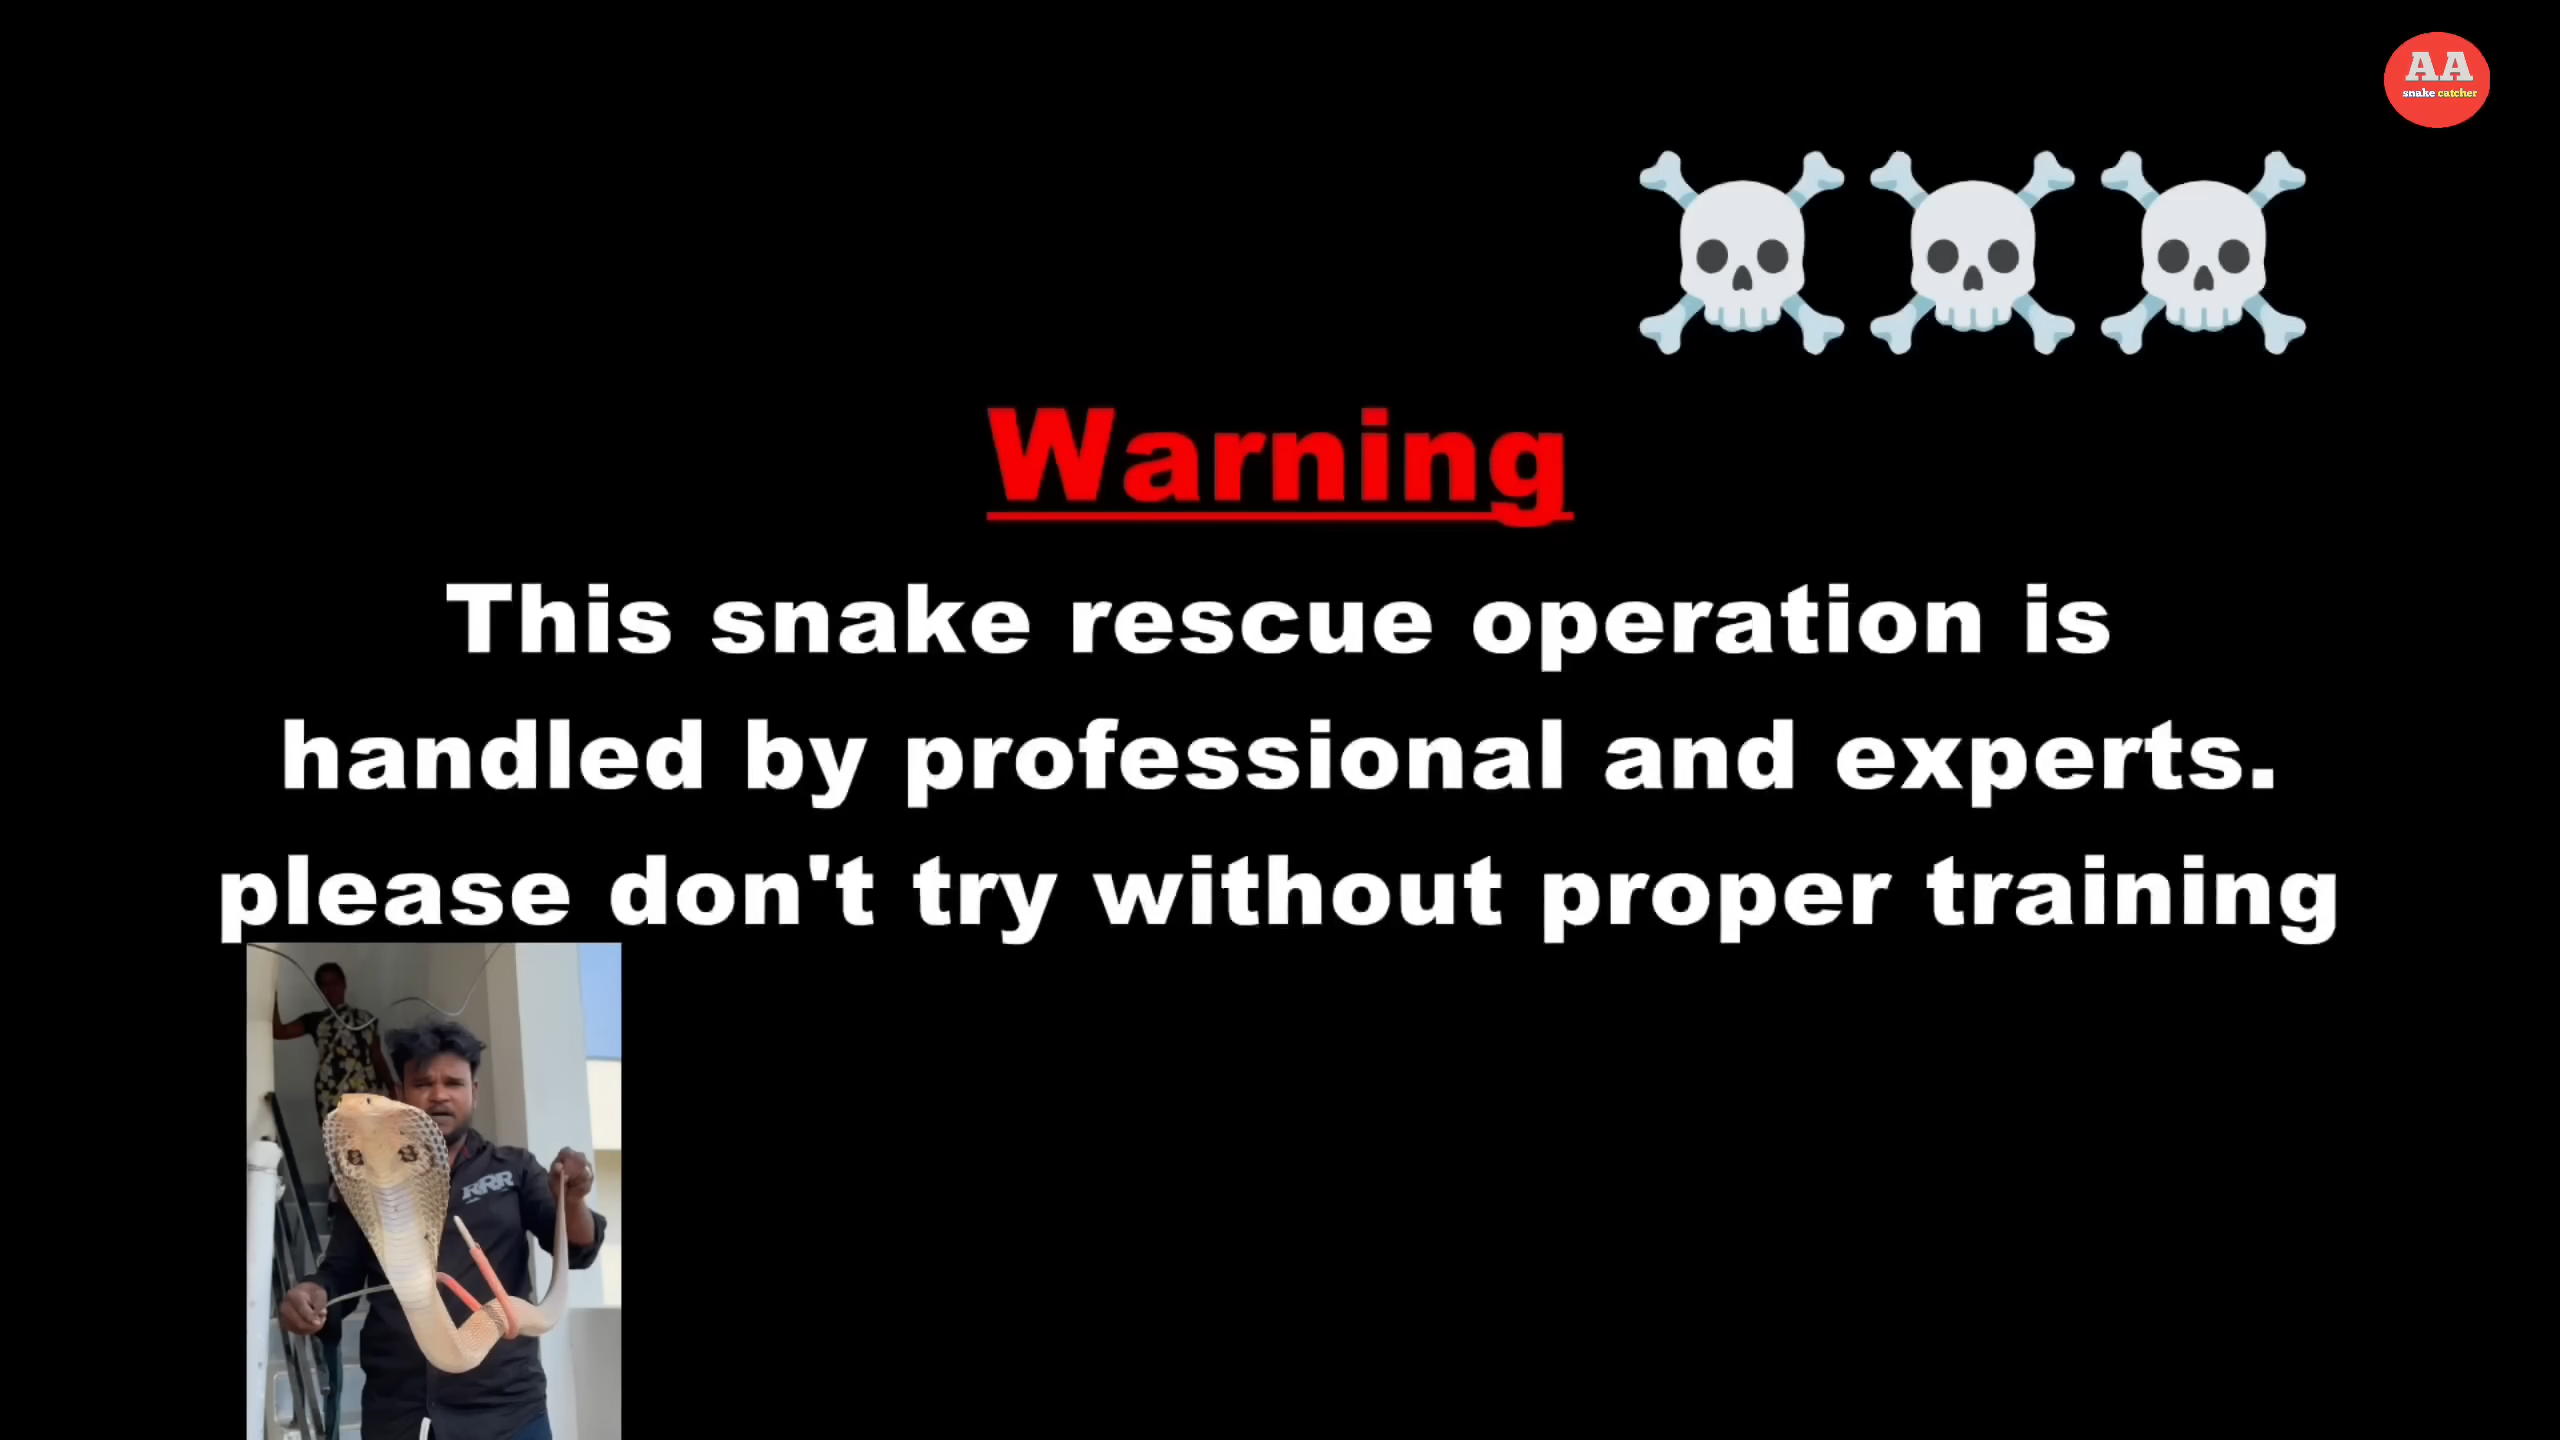 AA
snake catcher
Warning
This snake rescue operation is
handled by professional and experts.
please don't try without proper training
RRR